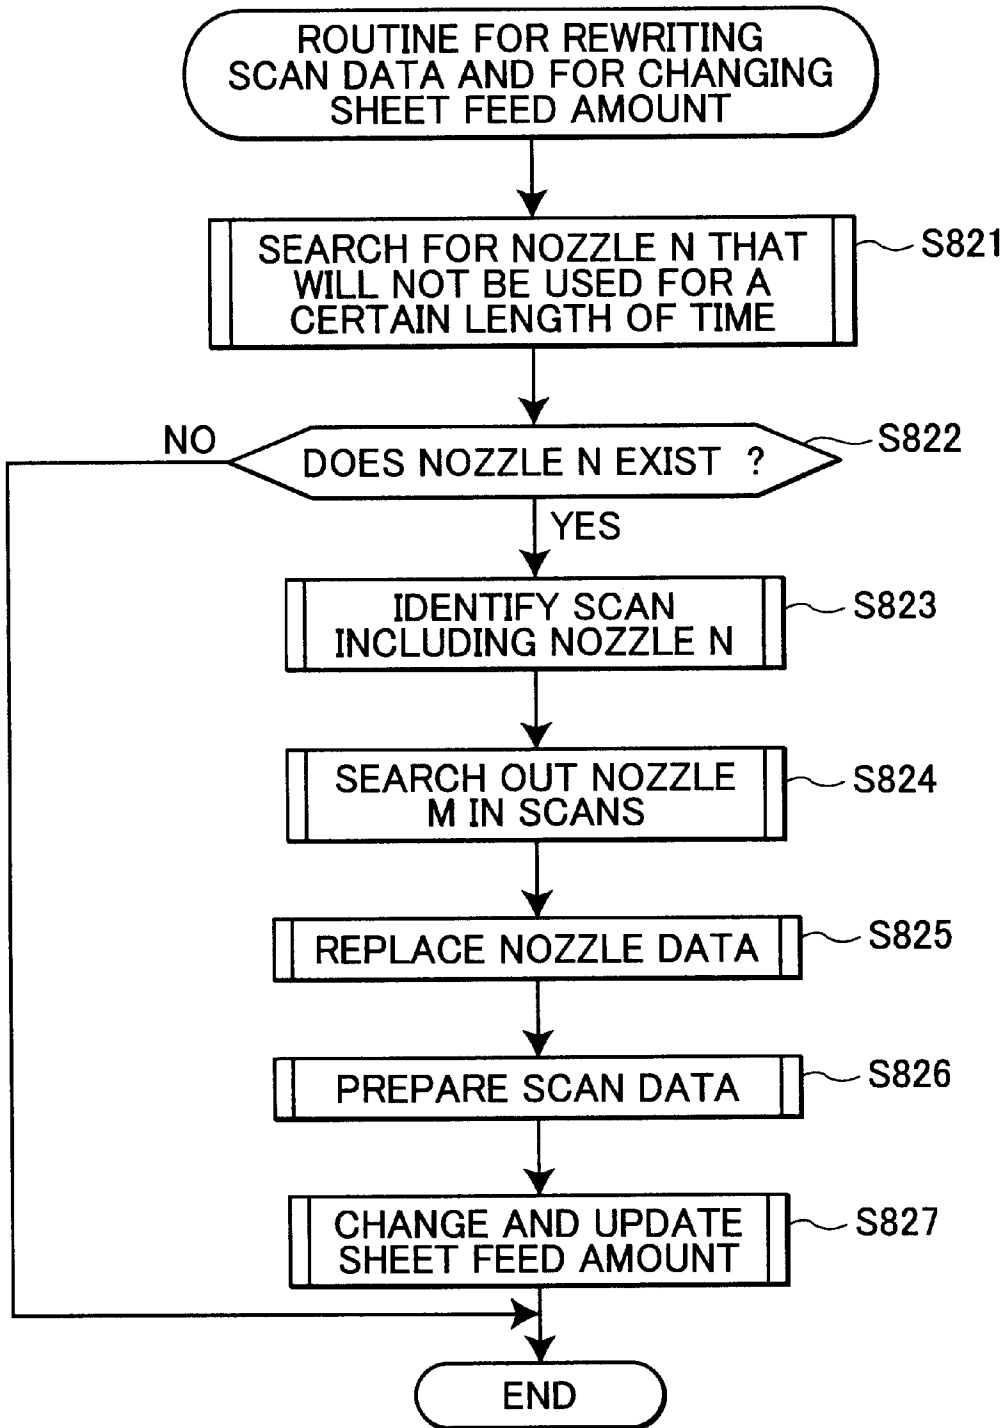 ROUTINE FOR REWRITING
SCAN DATA AND FOR CHANGING
SHEET FEED AMOUNT
SEARCH FOR NOZZLE N THAT
WILL NOT BE USED FOR A
CERTAIN LENGTH OF TIME
S821
NO
DOES NOZZLE N EXIST ?
S822
YES
IDENTIFY SCAN
INCLUDING NOZZLE N
S823
SEARCH OUT NOZZLE
M IN SCANS
S824
REPLACE NOZZLE DATA
S825
PREPARE SCAN DATA
S826
CHANGE AND UPDATE
SHEET FEED AMOUNT
S827
END